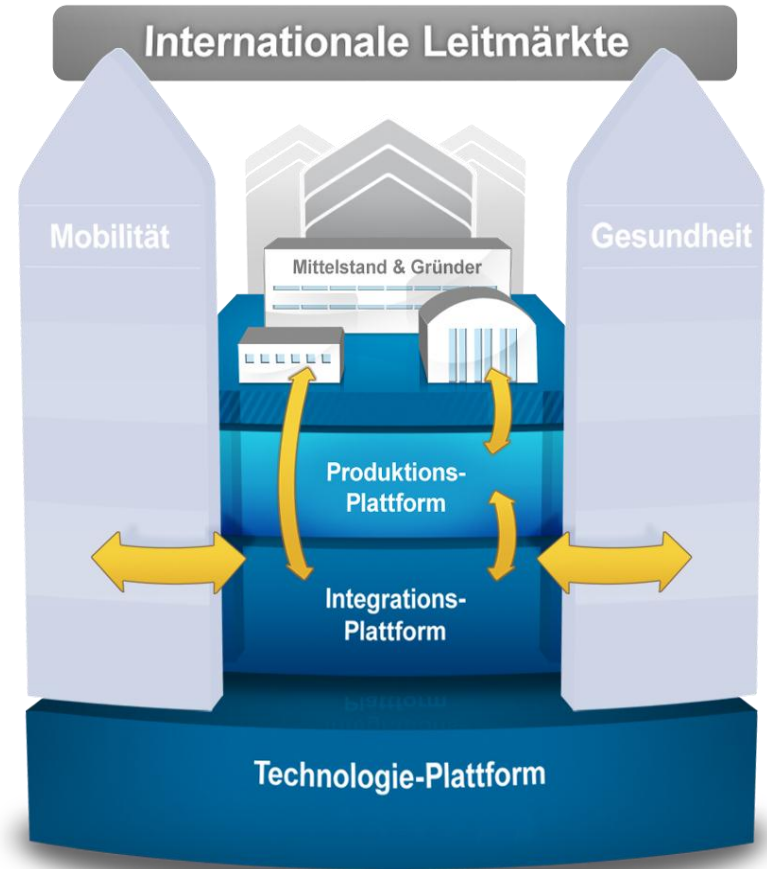 Internationale Leitmärkte
Mobilität
Gesundheit
Mittelstand & Gründer
Produktions-
Plattform
Integrations-
Plattform
Technologie-Plattform